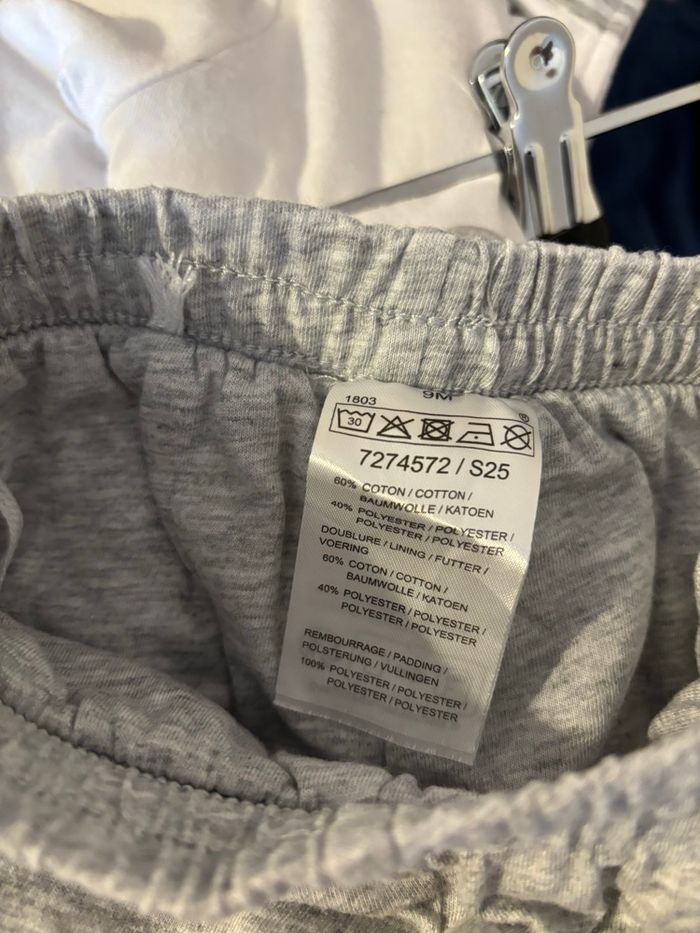 1803 9M
30 ®
7274572 / S25
60% COTON / COTTON /
BAUMWOLLE / KATOEN
40% POLYESTER / POLYESTER /
POLYESTER / POLYESTER
DOUBLURE / LINING / FUTTER /
VOERING
60% COTON / COTTON /
BAUMWOLLE / KATOEN
40% POLYESTER / POLYESTER /
POLYESTER / POLYESTER
REMBOURRAGE / PADDING /
POLSTERUNG / VULLINGEN
100% POLYESTER / POLYESTER /
POLYESTER / POLYESTER